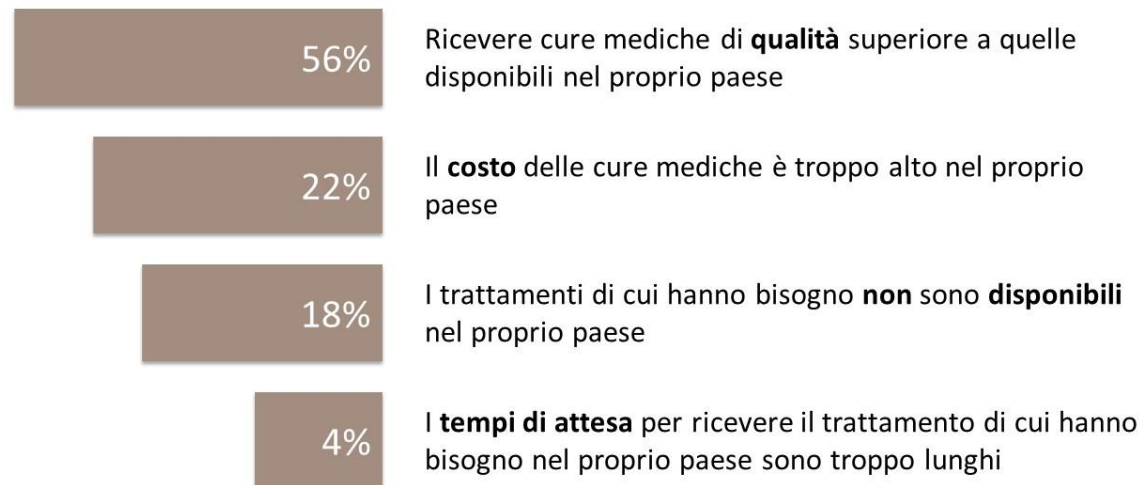 56%
Ricevere cure mediche di qualità superiore a quelle
disponibili nel proprio paese
22%
Il costo delle cure mediche è troppo alto nel proprio
paese
18%
I trattamenti di cui hanno bisogno non sono disponibili
nel proprio paese
4%
I tempi di attesa per ricevere il trattamento di cui hanno
bisogno nel proprio paese sono troppo lunghi